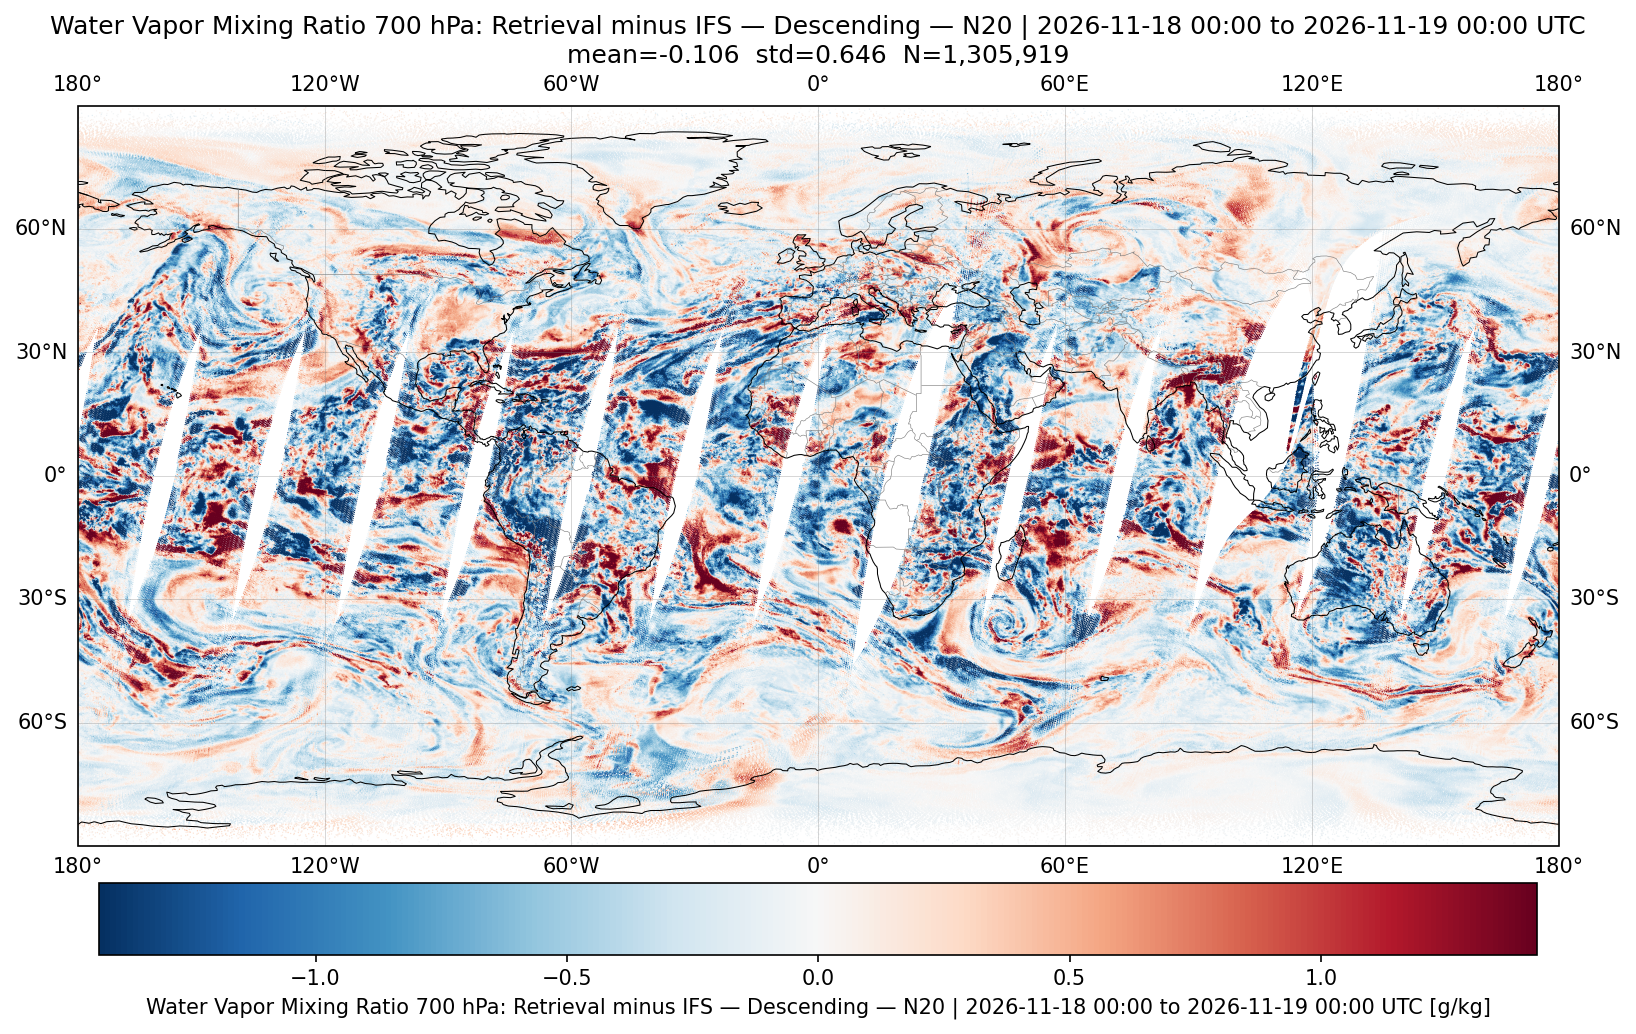 Water Vapor Mixing Ratio 700 hPa: Retrieval minus IFS — Descending — N20 | 2026-11-18 00:00 to 2026-11-19 00:00 UTC
mean=-0.106  std=0.646  N=1,305,919
180° 120°W 60°W 0° 60°E 120°E 180°
60°N 60°N
30°N 30°N
0° 0°
30°S 30°S
60°S 60°S
180° 120°W 60°W 0° 60°E 120°E 180°
−1.0 −0.5 0.0 0.5 1.0
Water Vapor Mixing Ratio 700 hPa: Retrieval minus IFS — Descending — N20 | 2026-11-18 00:00 to 2026-11-19 00:00 UTC [g/kg]